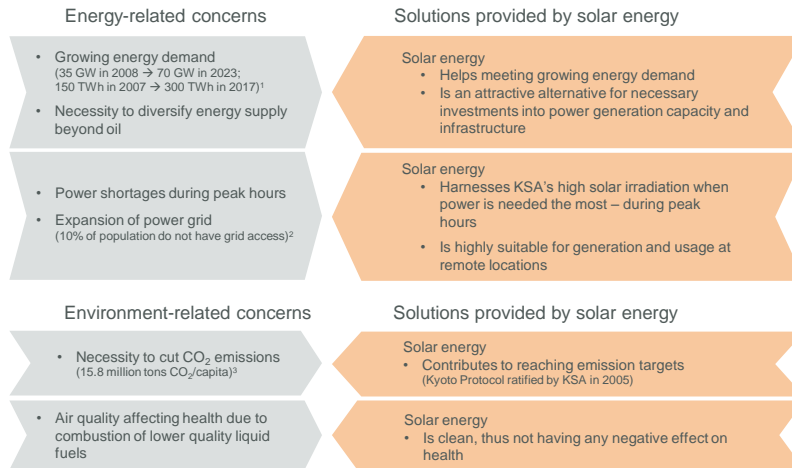 Energy-related concerns
Solutions provided by solar energy
• Growing energy demand
(35 GW in 2008 → 70 GW in 2023;
150 TWh in 2007 → 300 TWh in 2017)¹
• Necessity to diversify energy supply
beyond oil
Solar energy
• Helps meeting growing energy demand
• Is an attractive alternative for necessary
investments into power generation capacity and
infrastructure
• Power shortages during peak hours
• Expansion of power grid
(10% of population do not have grid access)²
Solar energy
• Harnesses KSA's high solar irradiation when
power is needed the most – during peak
hours
• Is highly suitable for generation and usage at
remote locations
Environment-related concerns
Solutions provided by solar energy
• Necessity to cut CO₂ emissions
(15.8 million tons CO₂/capita)³
Solar energy
• Contributes to reaching emission targets
(Kyoto Protocol ratified by KSA in 2005)
• Air quality affecting health due to
combustion of lower quality liquid
fuels
Solar energy
• Is clean, thus not having any negative effect on
health